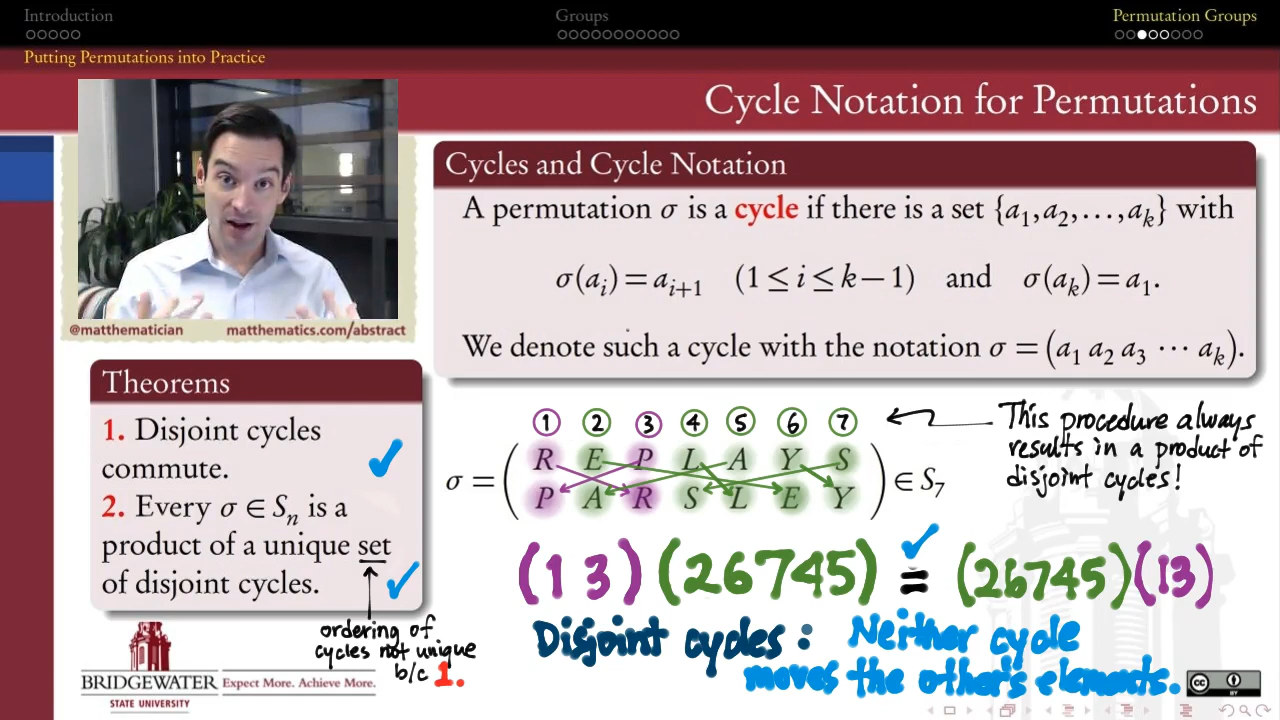 Introduction
Groups
Permutation Groups
Putting Permutations into Practice
Cycle Notation for Permutations
@matthematician
matthematics.com/abstract
Cycles and Cycle Notation
A permutation σ is a cycle if there is a set {a₁,a₂,…,aₖ} with
σ(aᵢ)=aᵢ₊₁ (1≤i≤k−1) and σ(aₖ)=a₁.
We denote such a cycle with the notation σ=(a₁ a₂ a₃ ⋯ aₖ).
Theorems
1. Disjoint cycles
commute. ✓
2. Every σ∈Sₙ is a
product of a unique set
of disjoint cycles. ✓
ordering of
cycles not unique
b/c 1.
1 2 3 4 5 6 7
σ = (R E P L A Y S
P A R S L E Y) ∈ S₇
This procedure always
results in a product of
disjoint cycles!
(1 3)(26745) = (26745)(13)
✓
Disjoint cycles: Neither cycle
moves the other's elements.
BRIDGEWATER
STATE UNIVERSITY
Expect More. Achieve More.
cc
BY